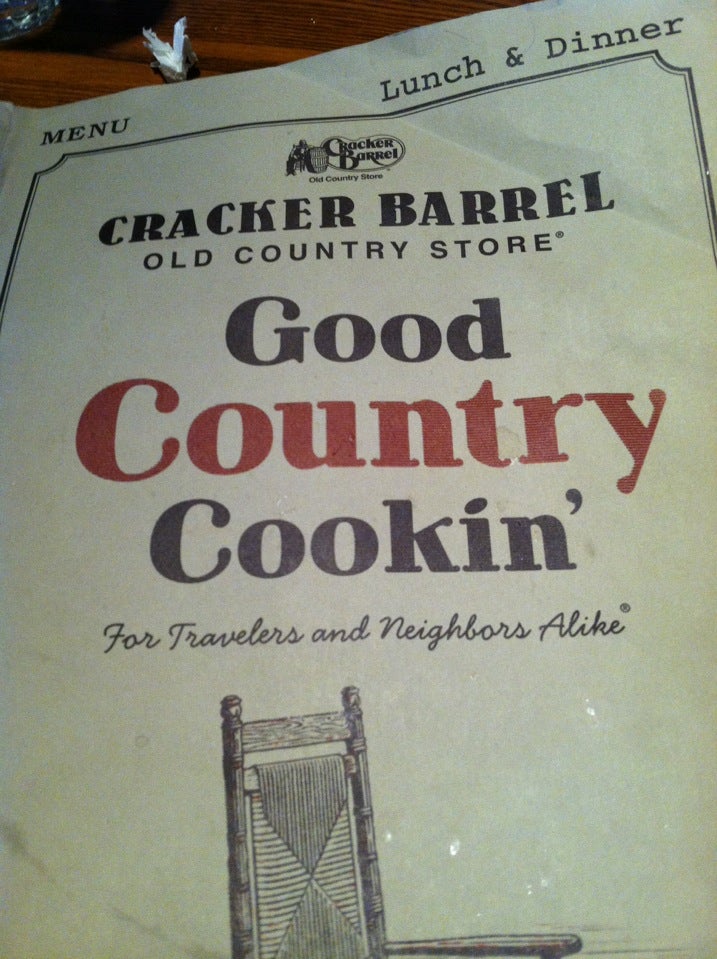 MENU
Lunch & Dinner
Cracker
Barrel
Old Country Store
CRACKER BARREL
OLD COUNTRY STORE®
Good
Country
Cookin'
For Travelers and Neighbors Alike®